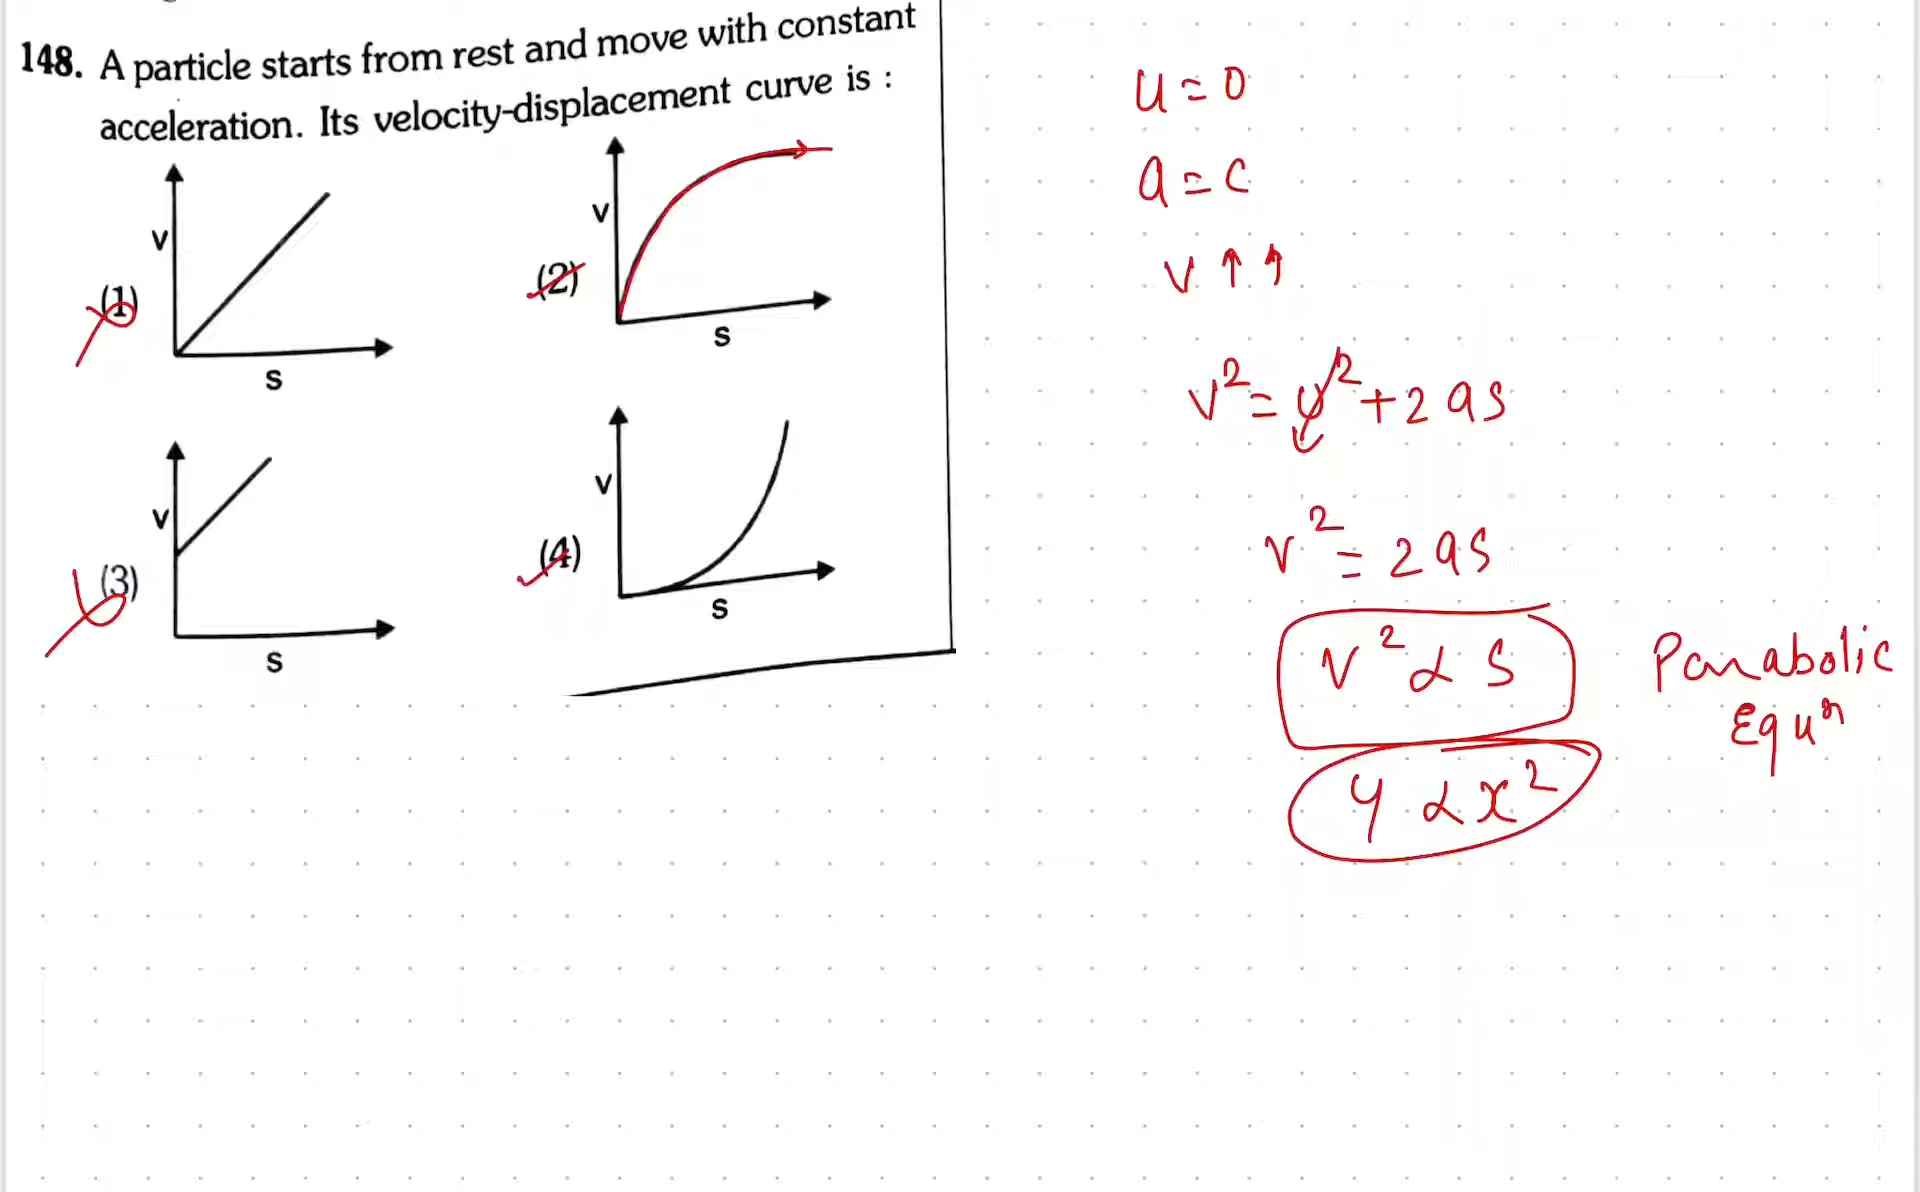 148. A particle starts from rest and move with constant
acceleration. Its velocity-displacement curve is :
(1)
V
S
(2)
V
S
(3)
V
S
(4)
V
S
u = 0
a = c
v ↑ ↑
v² = u² + 2as
v² = 2as
v² α s
Parabolic
Equⁿ
y α x²